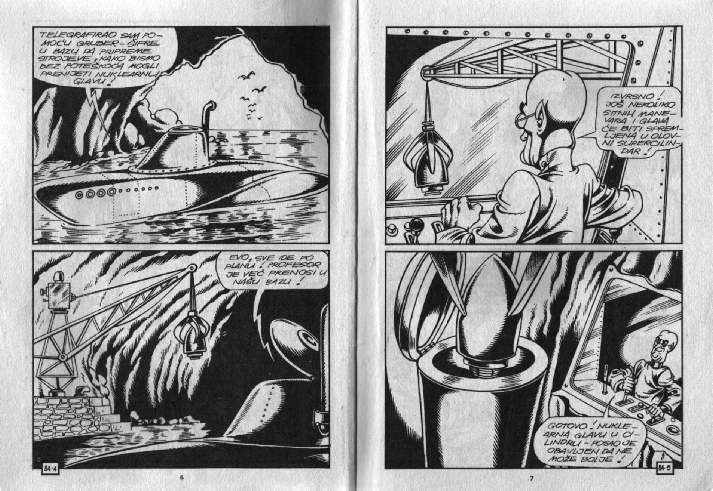 TELEGRAFIRAO SAM PO-
MOĆU GRUBER-ŠIFRE
U BAZU DA PRIPREME
STROJEVE, KAKO BISMO
BEZ POTEŠKOĆA MOGLI
PRENIJETI NUKLEARNU
GLAVU!
EVO, SVE IDE PO
PLANU! PROFESOR
JE VEĆ PRENOSI U
NAŠU BAZU!
84-4
6
IZVRSNO!
JOŠ NEKOLIKO
SITNIH MANE-
VARA I GLAVA
ĆE BITI SPREM-
LJENA U OLOV-
NI SUPERCILIN-
DAR!
GOTOVO! NUKLE-
ARNA GLAVA U CI-
LINDRU - POSAO JE
OBAVLJEN DA NE
MOŽE BOLJE!
84-5
7